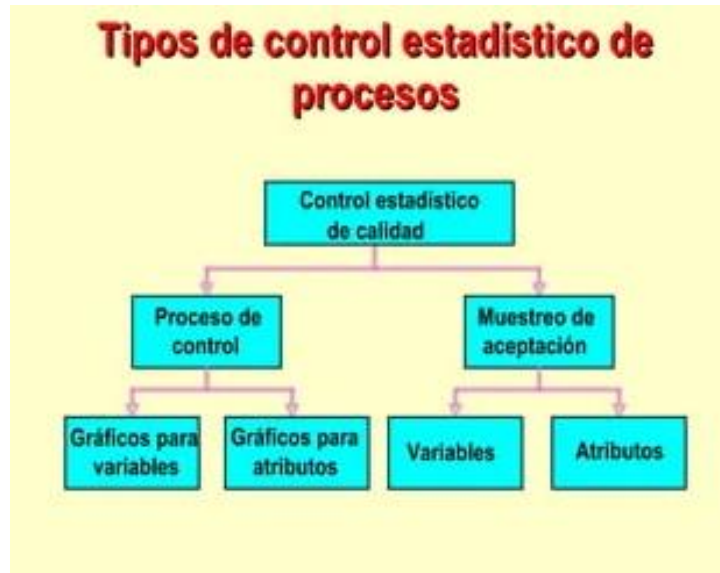 Tipos de control estadístico de
procesos
Control estadístico
de calidad
Proceso de
control
Muestreo de
aceptación
Gráficos para
variables
Gráficos para
atributos
Variables
Atributos